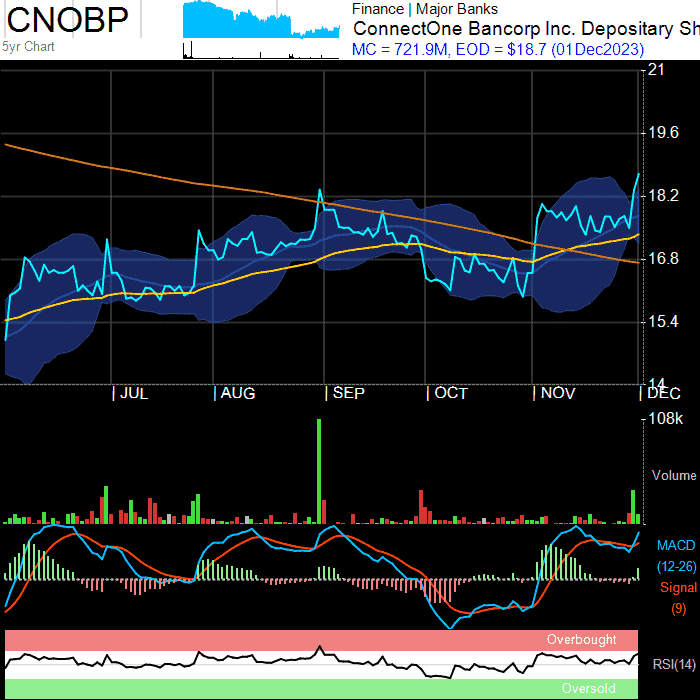 CNOBP
5yr Chart
Finance | Major Banks
ConnectOne Bancorp Inc. Depositary Sh
MC = 721.9M, EOD = $18.7 (01Dec2023)
21
19.6
18.2
16.8
15.4
14
JUL AUG SEP OCT NOV DEC
108k
Volume
MACD
(12-26)
Signal
(9)
Overbought
RSI(14)
Oversold